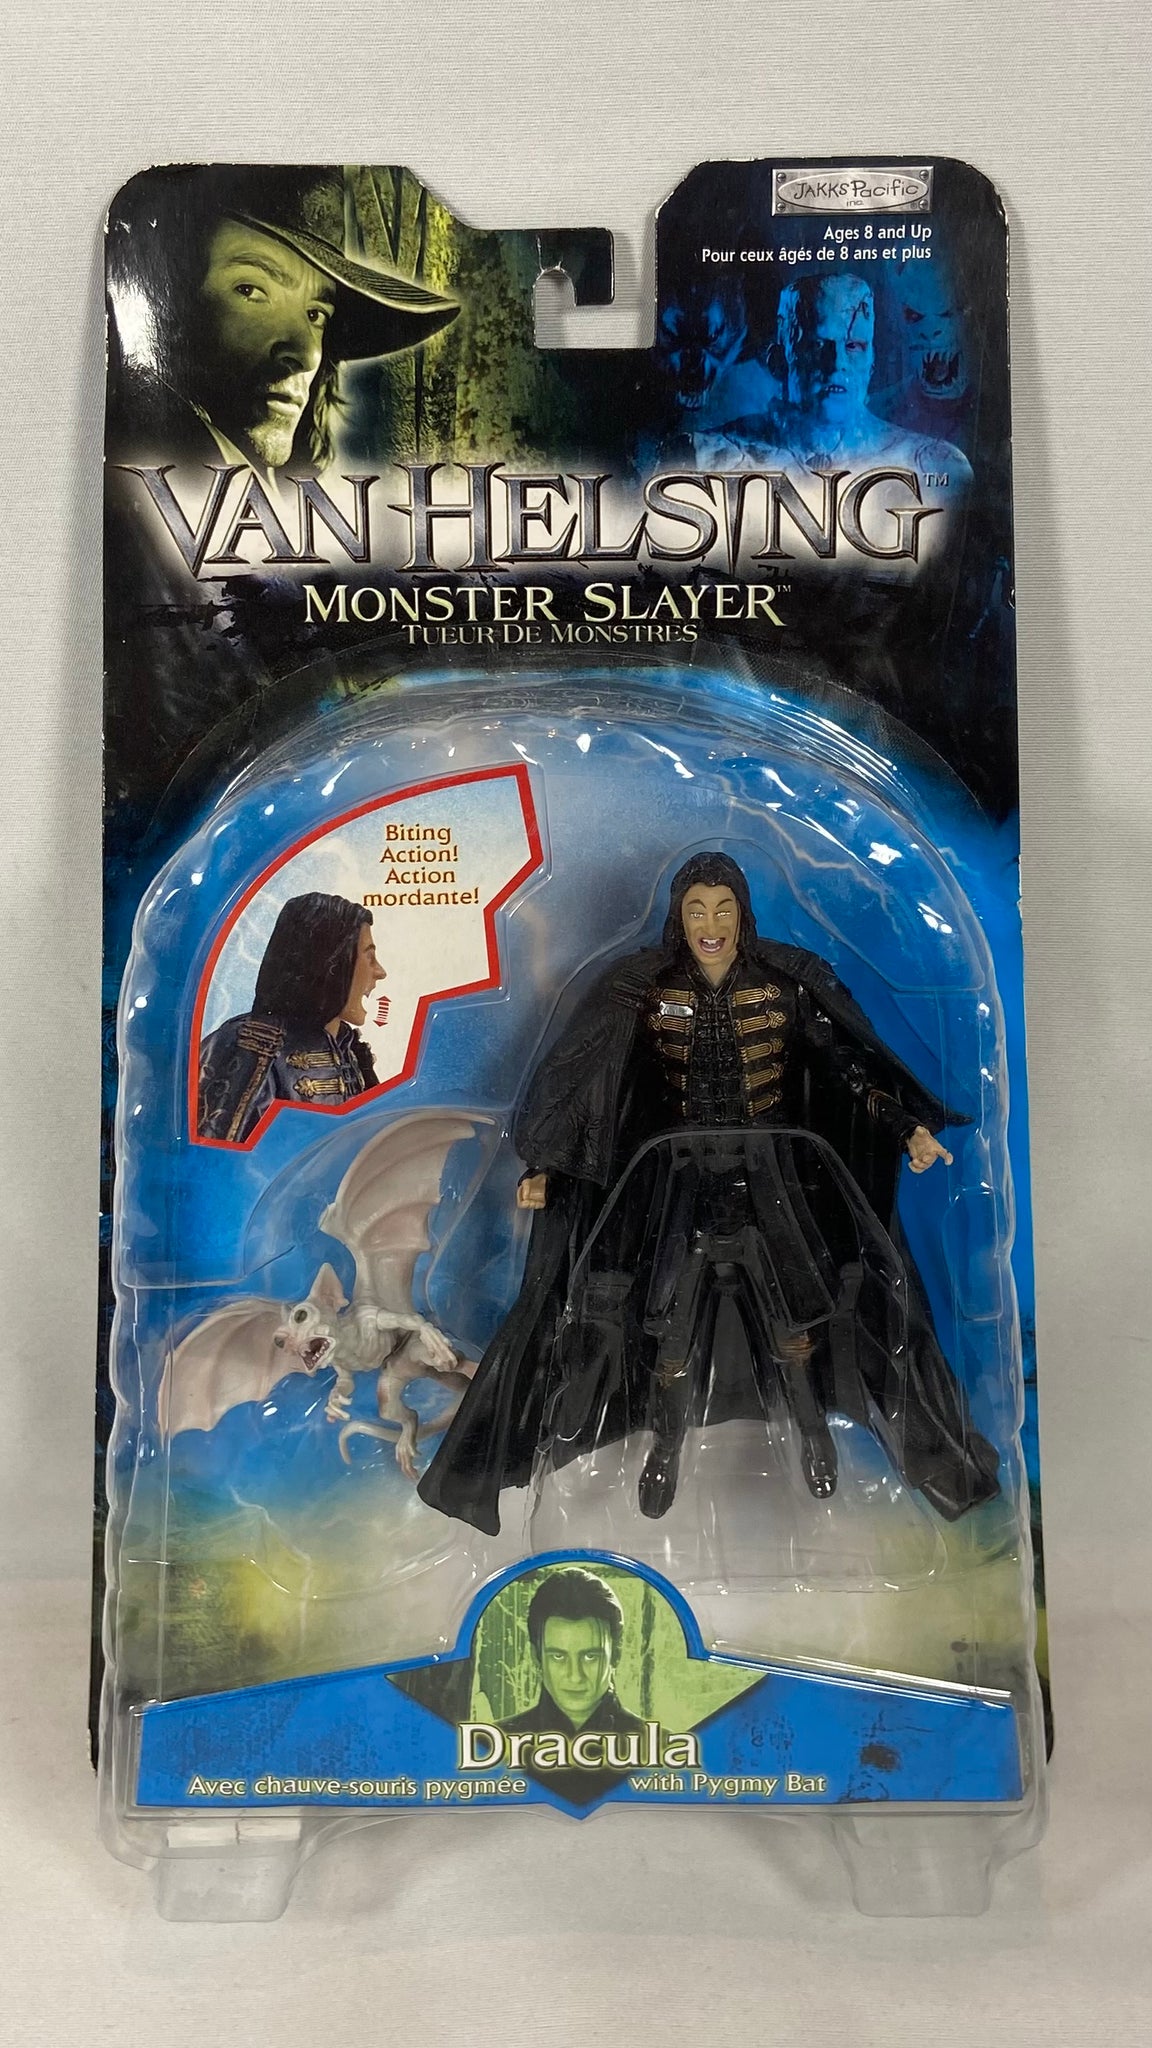 JAKKS Pacific
INC.
Ages 8 and Up
Pour ceux âgés de 8 ans et plus
VAN HELSING™
MONSTER SLAYER™
TUEUR DE MONSTRES
Biting
Action!
Action
mordante!
Dracula
Avec chauve-souris pygmée
with Pygmy Bat